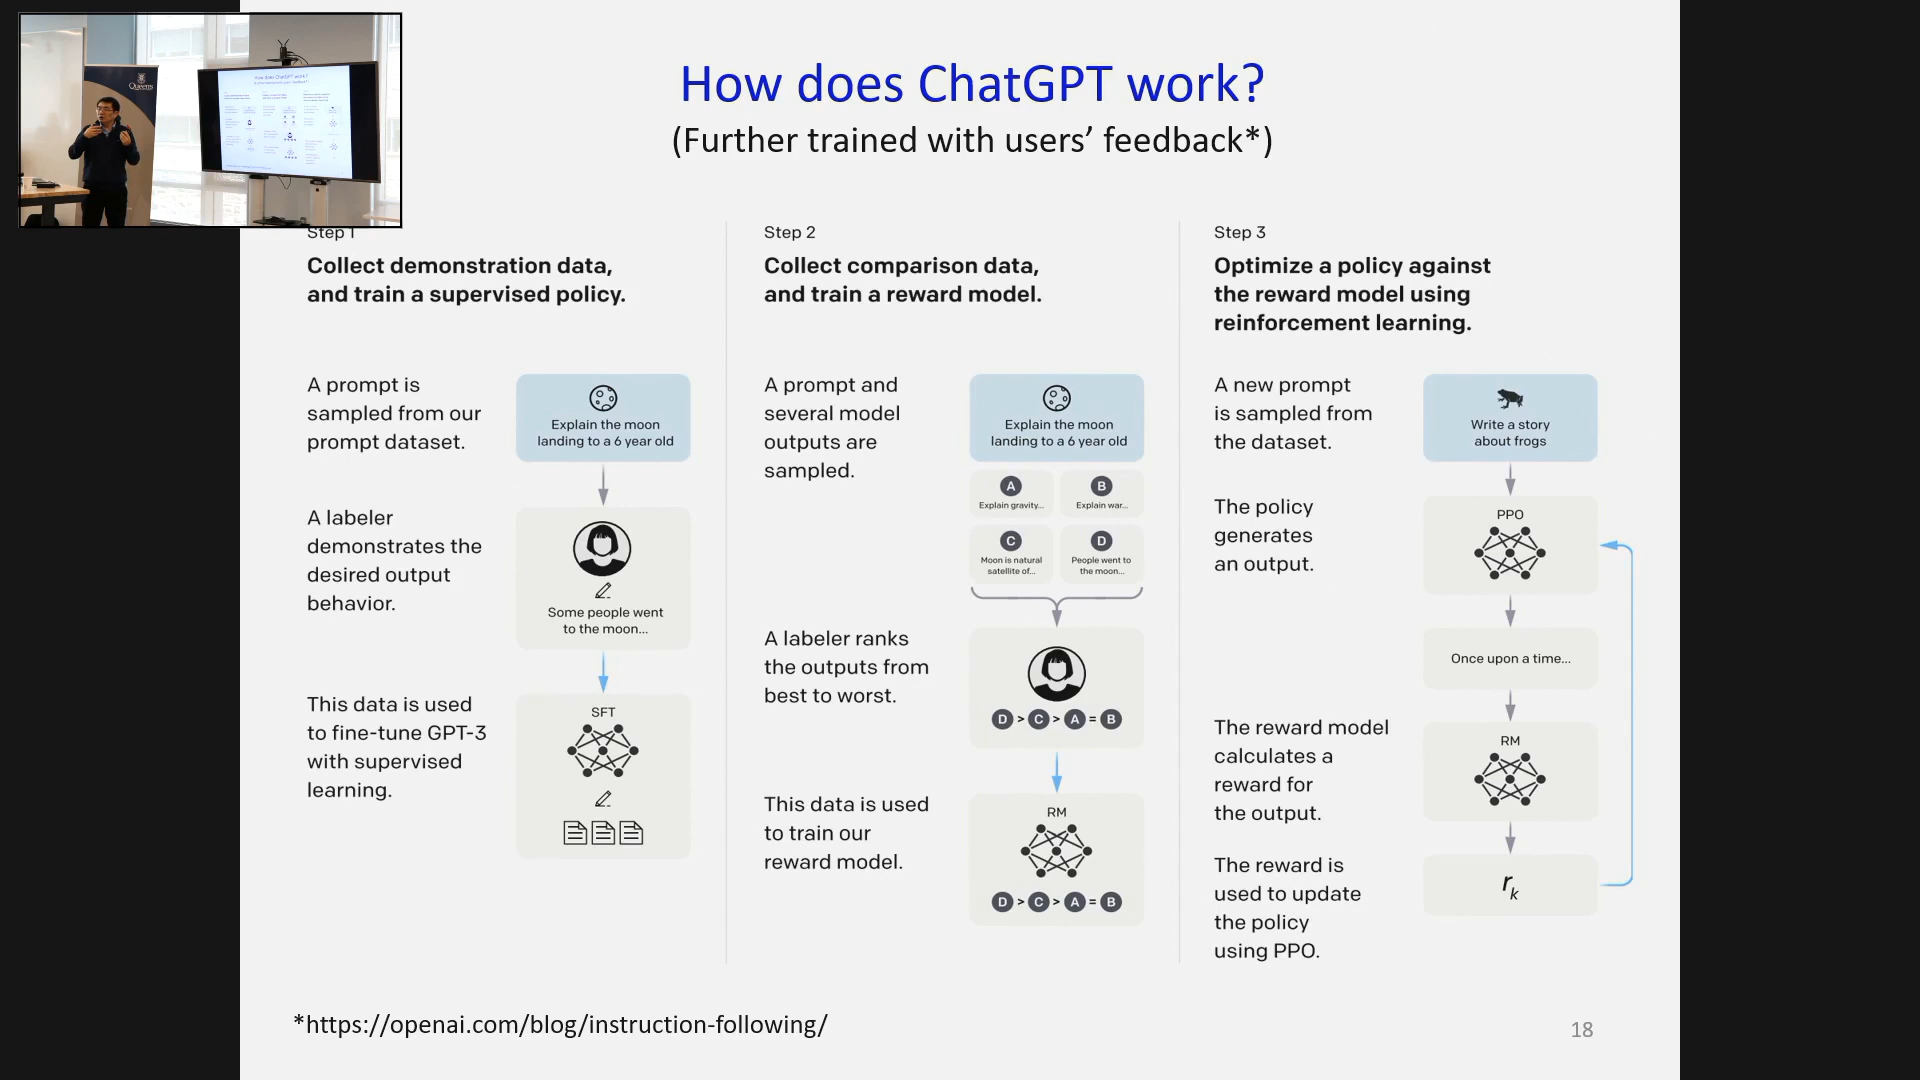 Queen's
How does ChatGPT work?
(Further trained with users’ feedback*)
Step 1
Collect demonstration data,
and train a supervised policy.
A prompt is
sampled from our
prompt dataset.
Explain the moon
landing to a 6 year old
A labeler
demonstrates the
desired output
behavior.
Some people went
to the moon...
This data is used
to fine-tune GPT-3
with supervised
learning.
SFT
Step 2
Collect comparison data,
and train a reward model.
A prompt and
several model
outputs are
sampled.
Explain the moon
landing to a 6 year old
A
Explain gravity...
B
Explain war...
C
Moon is natural
satellite of...
D
People went to
the moon...
A labeler ranks
the outputs from
best to worst.
D > C > A = B
This data is used
to train our
reward model.
RM
D > C > A = B
Step 3
Optimize a policy against
the reward model using
reinforcement learning.
A new prompt
is sampled from
the dataset.
Write a story
about frogs
The policy
generates
an output.
PPO
Once upon a time...
The reward model
calculates a
reward for
the output.
RM
The reward is
used to update
the policy
using PPO.
rk
*https://openai.com/blog/instruction-following/
18